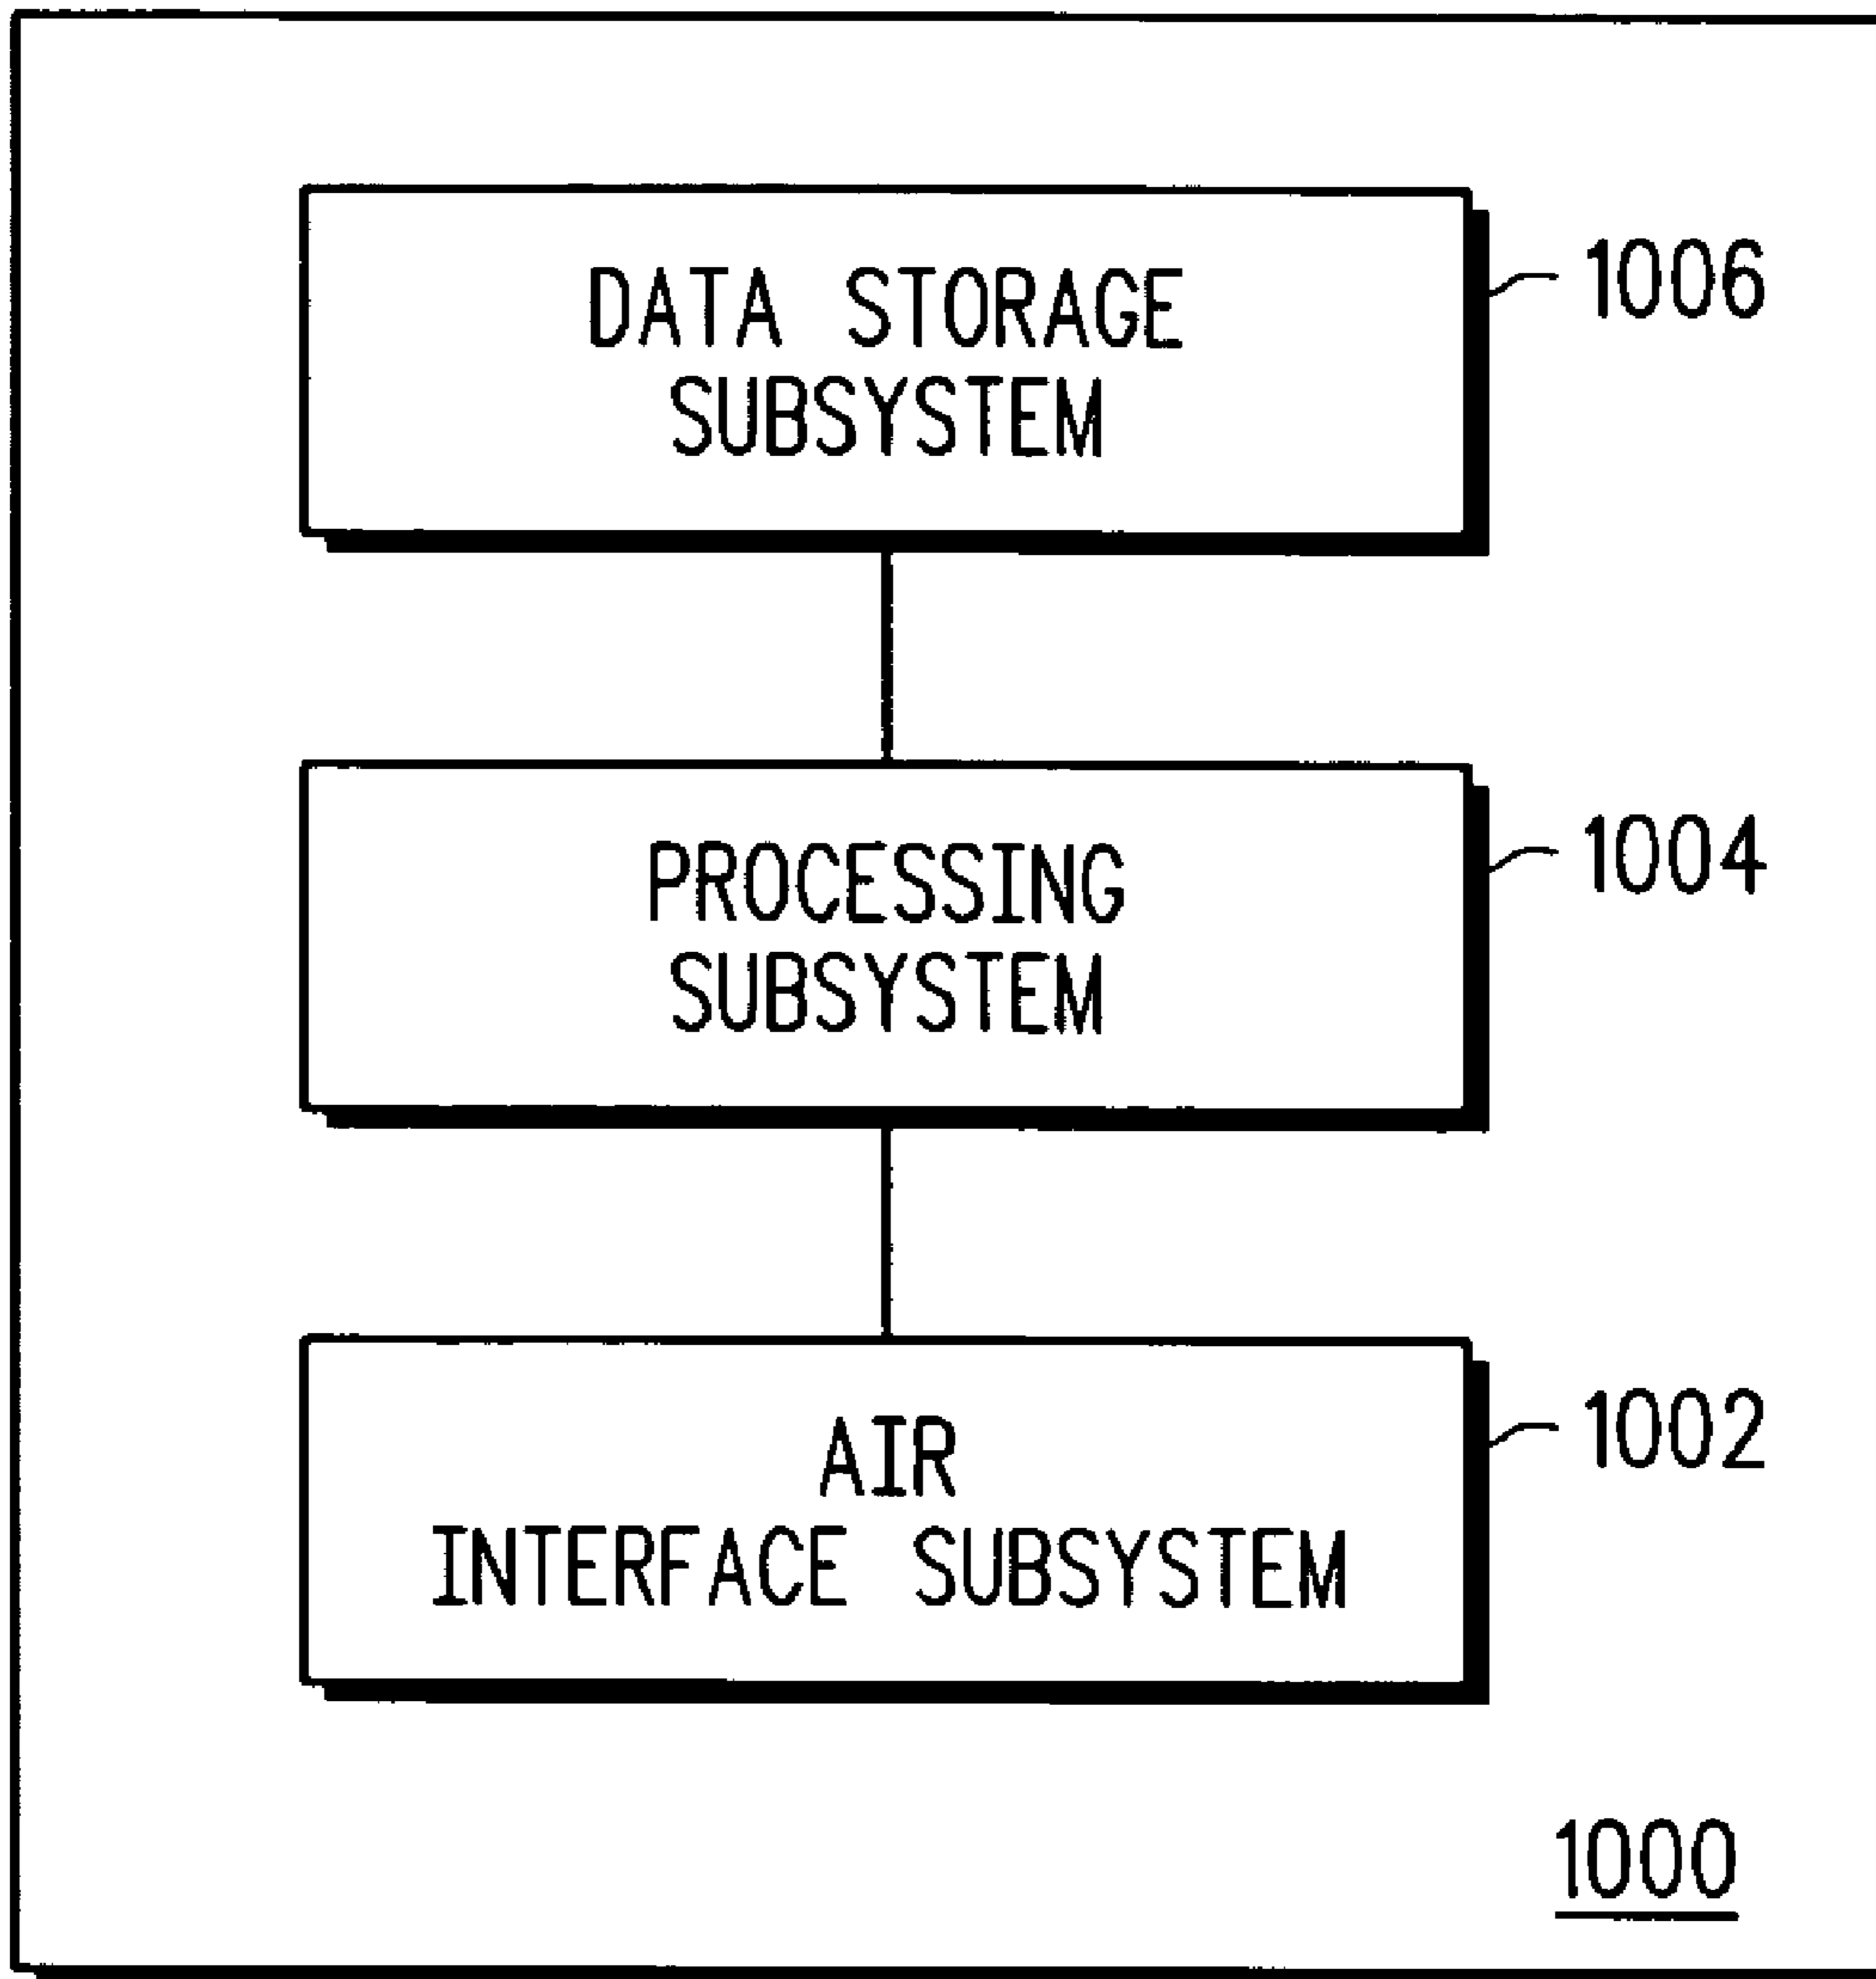 DATA STORAGE
SUBSYSTEM
1006
PROCESSING
SUBSYSTEM
1004
AIR
INTERFACE SUBSYSTEM
1002
1000